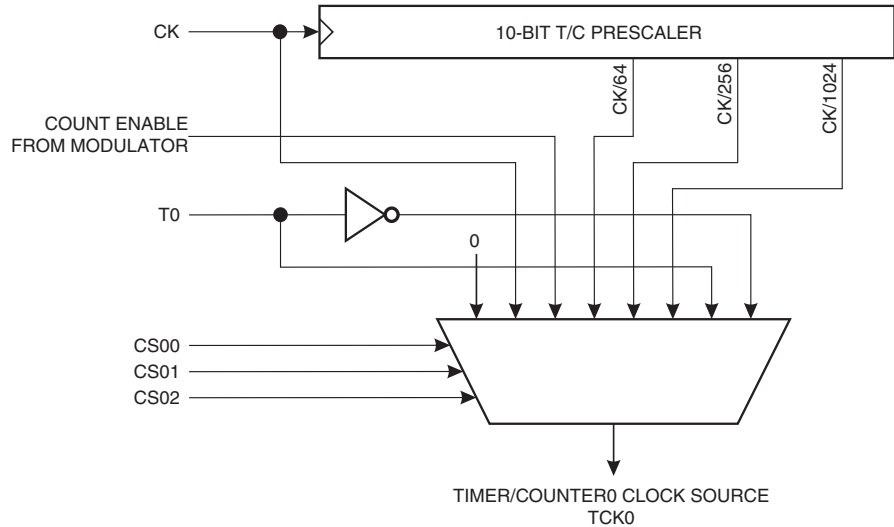 CK
10-BIT T/C PRESCALER
CK/64
CK/256
CK/1024
COUNT ENABLE
FROM MODULATOR
T0
0
CS00
CS01
CS02
TIMER/COUNTER0 CLOCK SOURCE
TCK0